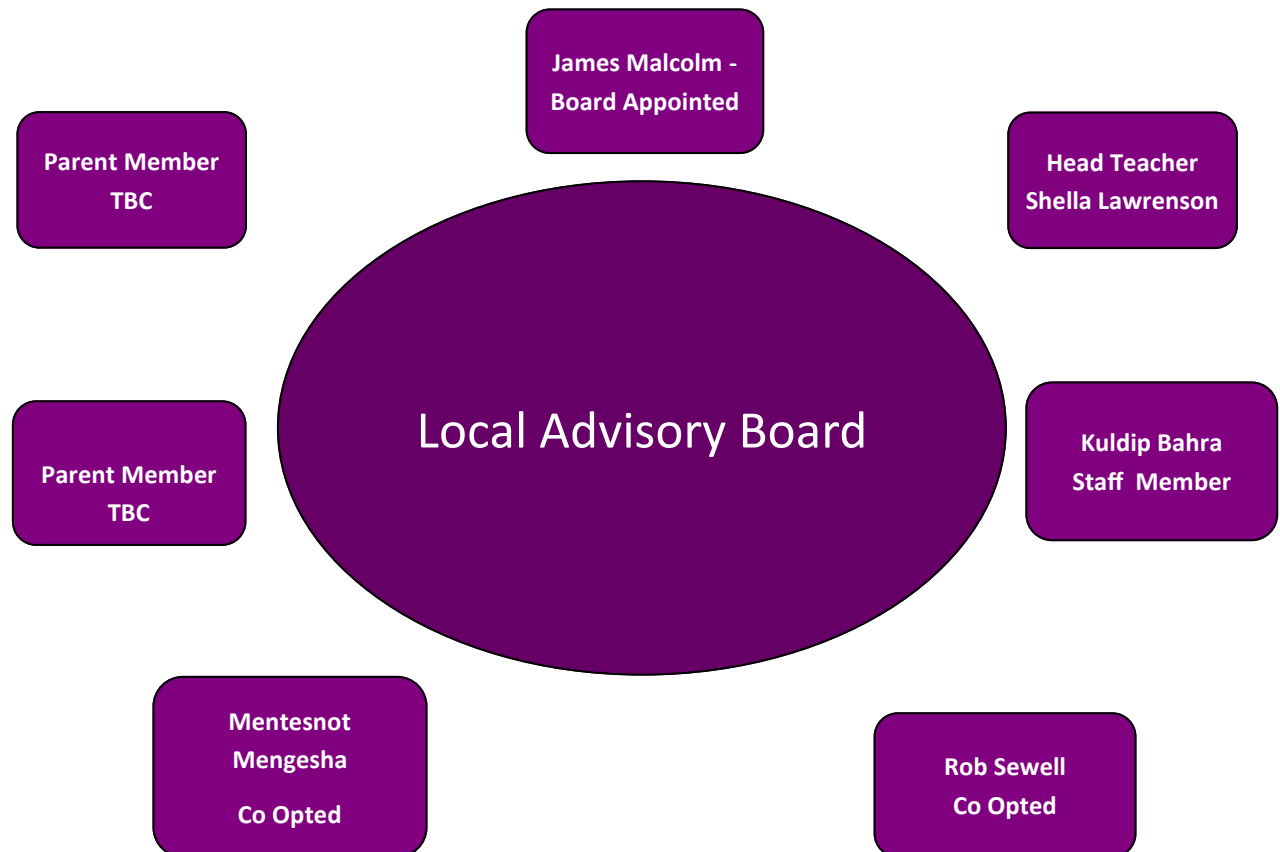 James Malcolm -
Board Appointed
Parent Member
TBC
Head Teacher
Shella Lawrenson
Local Advisory Board
Parent Member
TBC
Kuldip Bahra
Staff  Member
Mentesnot
Mengesha
Co Opted
Rob Sewell
Co Opted